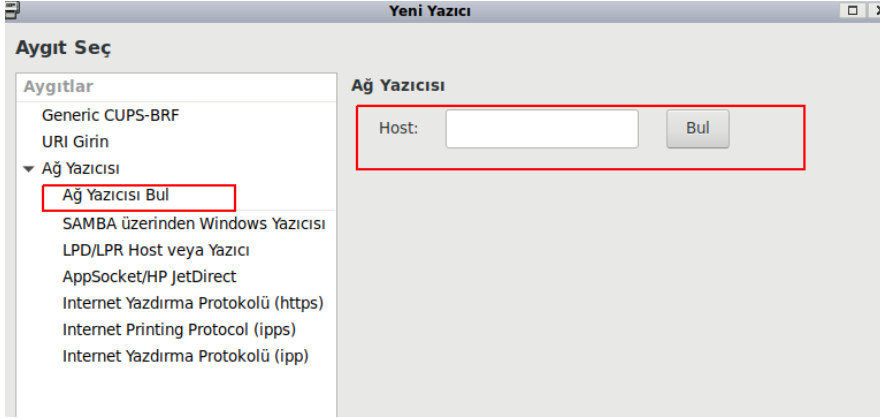 Yeni Yazıcı
Aygıt Seç
Aygıtlar
Generic CUPS-BRF
URI Girin
Ağ Yazıcısı
Ağ Yazıcısı Bul
SAMBA üzerinden Windows Yazıcısı
LPD/LPR Host veya Yazıcı
AppSocket/HP JetDirect
Internet Yazdırma Protokolü (https)
Internet Printing Protocol (ipps)
Internet Yazdırma Protokolü (ipp)
Ağ Yazıcısı
Host: Bul